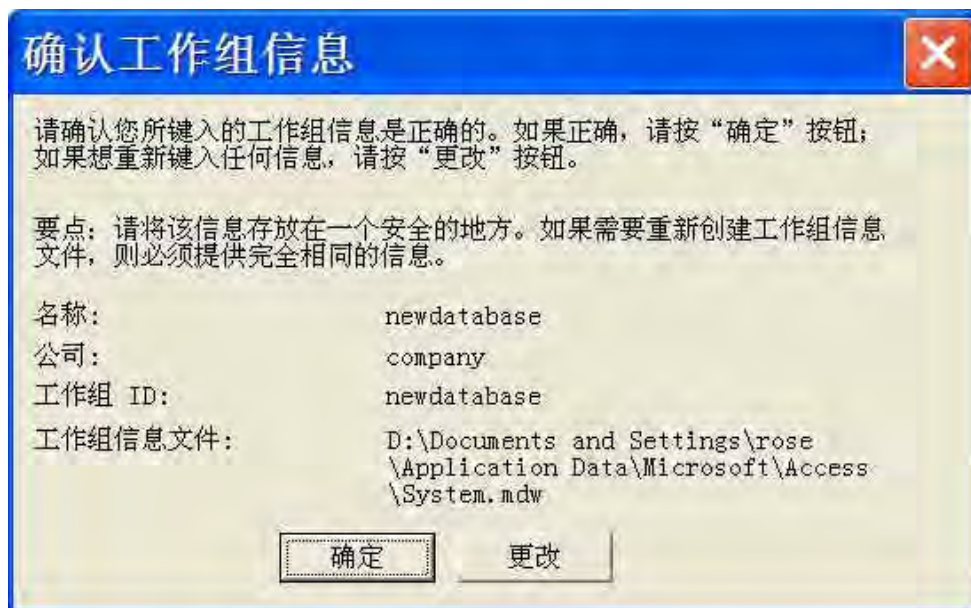 确认工作组信息
请确认您所键入的工作组信息是正确的。如果正确，请按“确定”按钮；
如果想重新键入任何信息，请按“更改”按钮。
要点：请将该信息存放在一个安全的地方。如果需要重新创建工作组信息
文件，则必须提供完全相同的信息。
名称： newdatabase
公司： company
工作组 ID： newdatabase
工作组信息文件： D:\Documents and Settings\rose
\Application Data\Microsoft\Access
\System.mdw
确定 更改